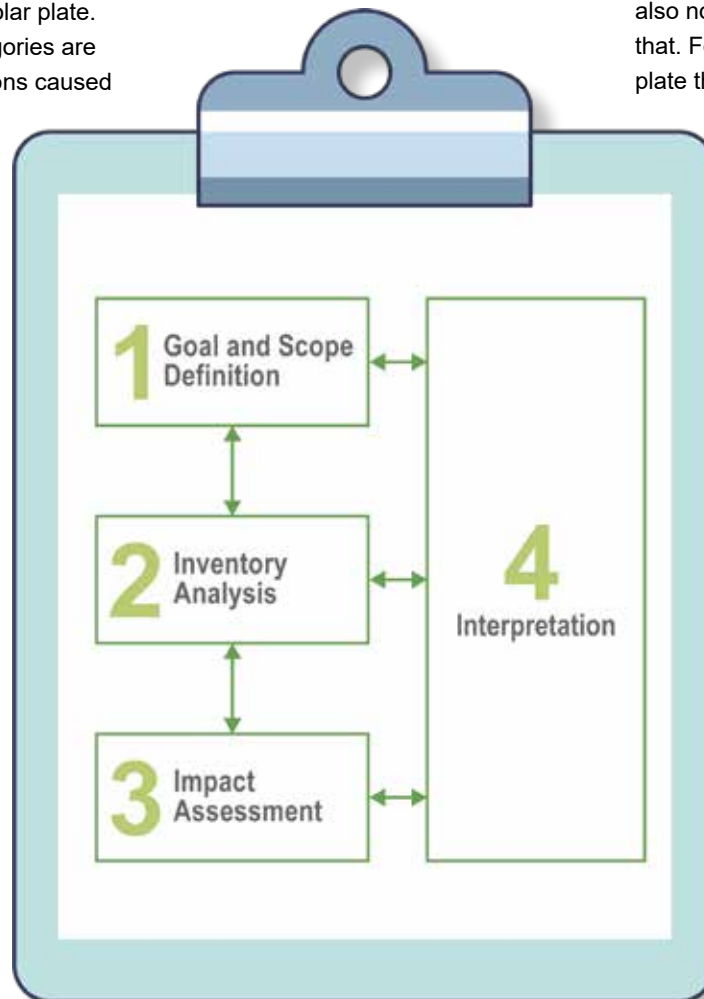 olar plate.
gories are
ons caused
also no
that. Fo
plate th
1 Goal and Scope
Definition
2 Inventory
Analysis
3 Impact
Assessment
4
Interpretation